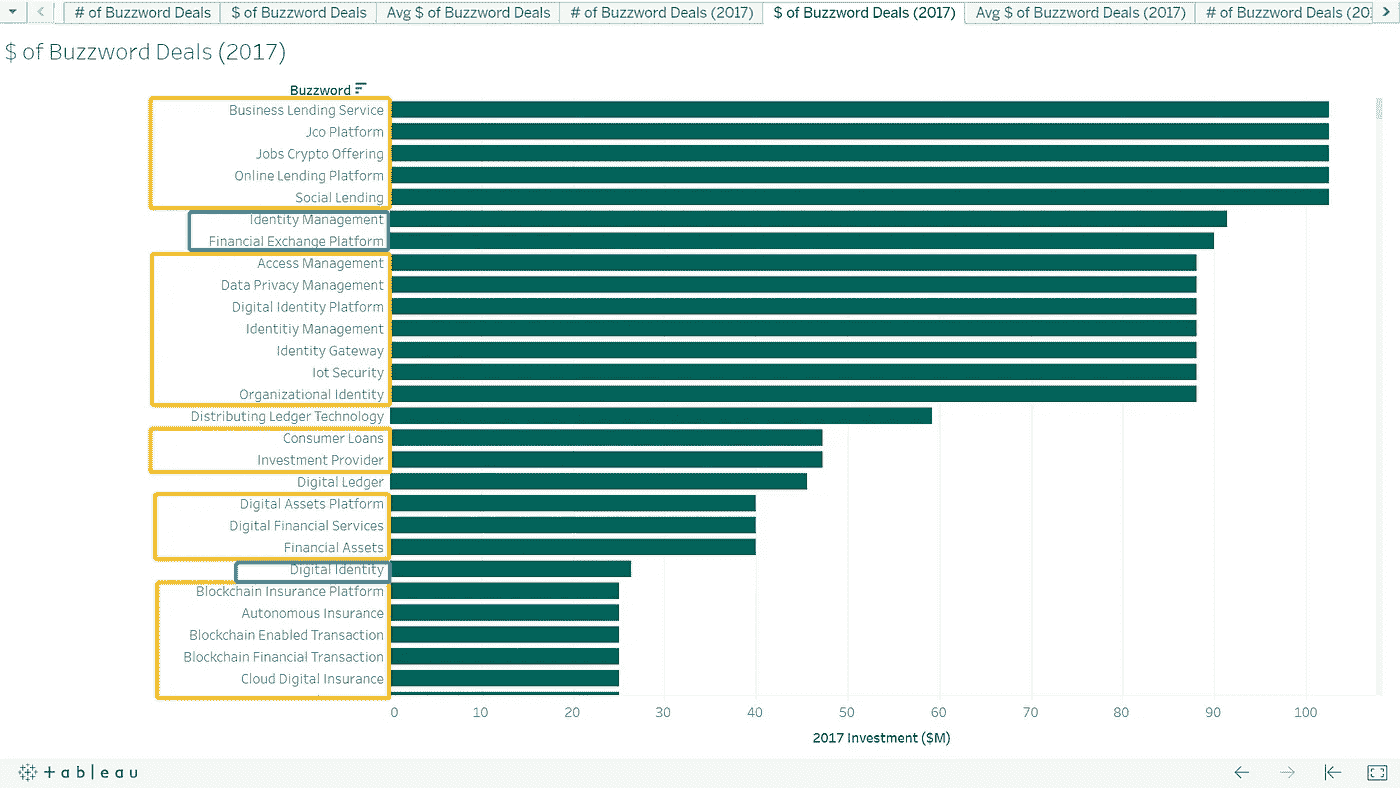 # of Buzzword Deals $ of Buzzword Deals Avg $ of Buzzword Deals # of Buzzword Deals (2017) $ of Buzzword Deals (2017) Avg $ of Buzzword Deals (2017) # of Buzzword Deals (20
$ of Buzzword Deals (2017)
Buzzword
Business Lending Service
Jco Platform
Jobs Crypto Offering
Online Lending Platform
Social Lending
Identity Management
Financial Exchange Platform
Access Management
Data Privacy Management
Digital Identity Platform
Identitiy Management
Identity Gateway
Iot Security
Organizational Identity
Distributing Ledger Technology
Consumer Loans
Investment Provider
Digital Ledger
Digital Assets Platform
Digital Financial Services
Financial Assets
Digital Identity
Blockchain Insurance Platform
Autonomous Insurance
Blockchain Enabled Transaction
Blockchain Financial Transaction
Cloud Digital Insurance
0 10 20 30 40 50 60 70 80 90 100
2017 Investment ($M)
+ a b l e a u